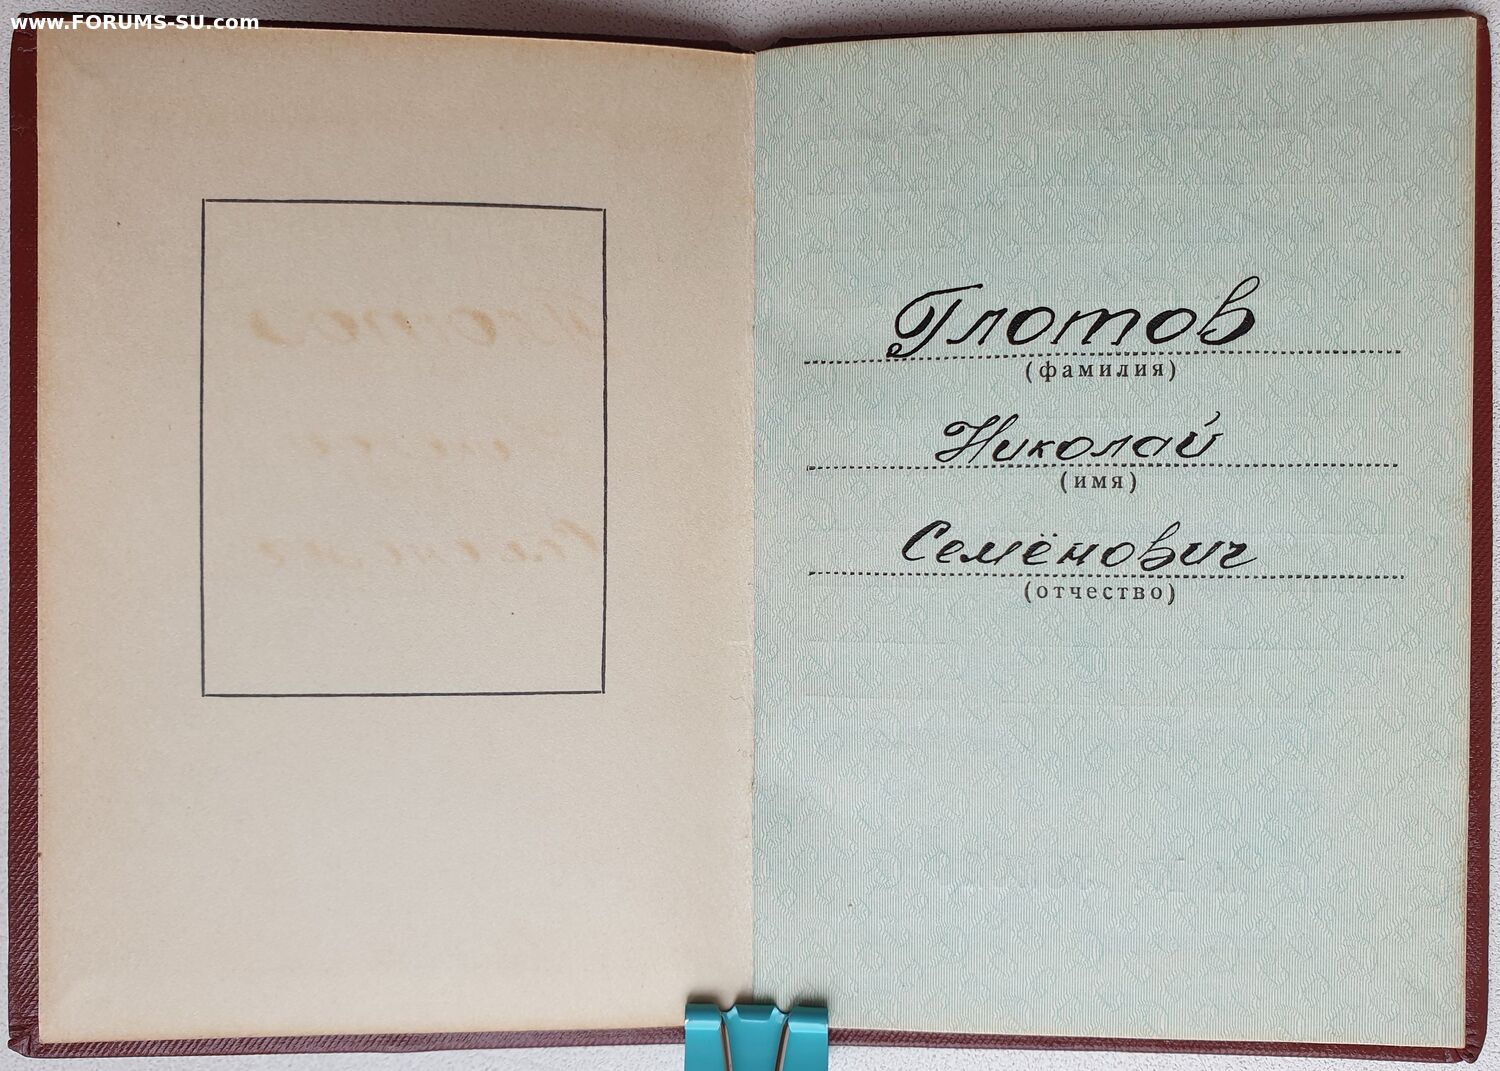 www.FORUMS-SU.com
Глотов
(фамилия)
Николай
(имя)
Семёнович
(отчество)